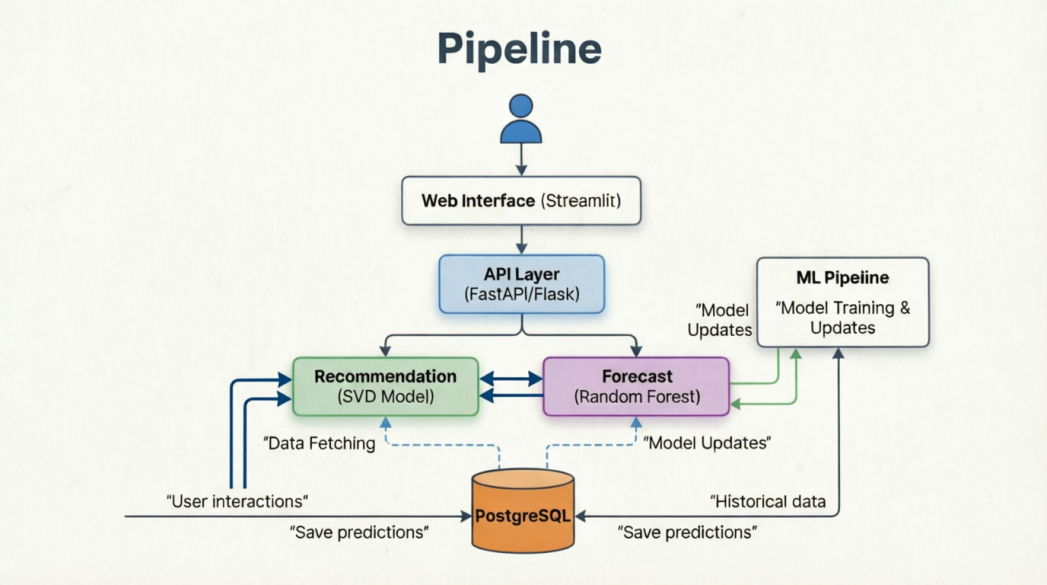 Pipeline
Web Interface (Streamlit)
API Layer
(FastAPI/Flask)
ML Pipeline
"Model Training &
Updates
"Model
Updates
Recommendation
(SVD Model)
Forecast
(Random Forest)
"Data Fetching
"Model Updates"
"User interactions"
"Historical data
PostgreSQL
"Save predictions"
"Save predictions"